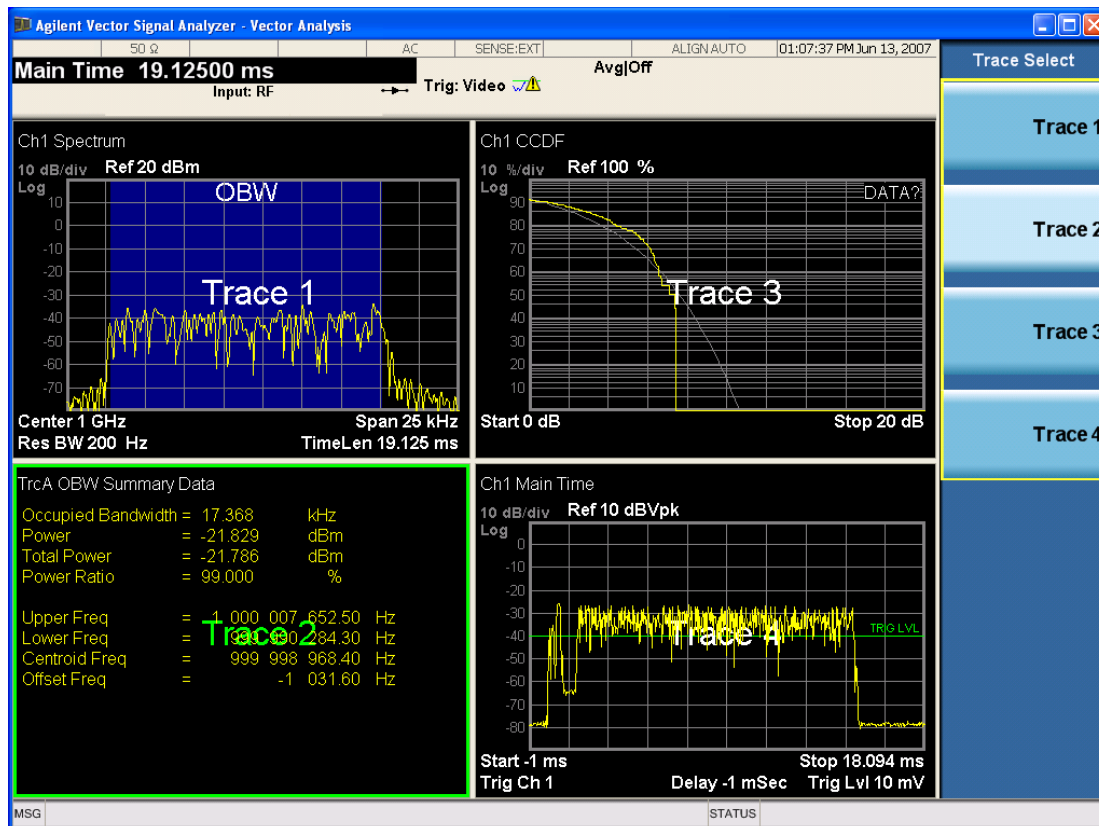 Agilent Vector Signal Analyzer - Vector Analysis
50 Ω AC SENSE:EXT ALIGN AUTO 01:07:37 PM Jun 13, 2007
Main Time 19.12500 ms
Input: RF
Trig: Video
Avg|Off
Trace Select
Trace 1
Trace 2
Trace 3
Trace 4
Ch1 Spectrum
10 dB/div Ref 20 dBm
Log
OBW
10
0
-10
-20
-30
-40
-50
-60
-70
Trace 1
Center 1 GHz Span 25 kHz
Res BW 200 Hz TimeLen 19.125 ms
Ch1 CCDF
10 %/div Ref 100 %
Log
DATA?
90
80
70
60
50
40
30
20
10
Trace 3
Start 0 dB Stop 20 dB
TrcA OBW Summary Data
Occupied Bandwidth = 17.368 kHz
Power = -21.829 dBm
Total Power = -21.786 dBm
Power Ratio = 99.000 %
Upper Freq = 1 000 007 652.50 Hz
Lower Freq = 999 990 284.30 Hz
Centroid Freq = 999 998 968.40 Hz
Offset Freq = -1 031.60 Hz
Trace 2
Ch1 Main Time
10 dB/div Ref 10 dBVpk
Log
0
-10
-20
-30
-40
-50
-60
-70
-80
TRIG LVL
Trace 4
Start -1 ms Stop 18.094 ms
Trig Ch 1 Delay -1 mSec Trig Lvl 10 mV
MSG STATUS